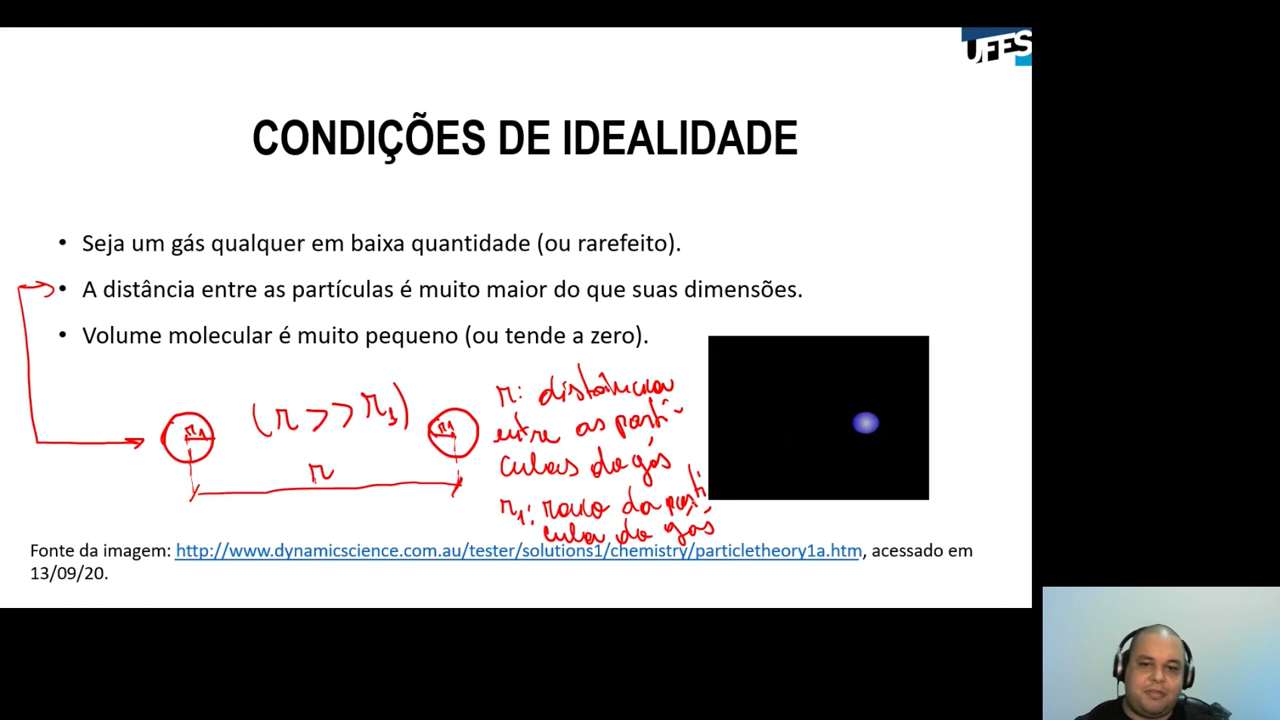 UFES
CONDIÇÕES DE IDEALIDADE
• Seja um gás qualquer em baixa quantidade (ou rarefeito).
• A distância entre as partículas é muito maior do que suas dimensões.
• Volume molecular é muito pequeno (ou tende a zero).
r1
(r >> r1)
r1
r
r: distância
entre as partí-
culas do gás
r1: raio da partí
cula do gás
Fonte da imagem: http://www.dynamicscience.com.au/tester/solutions1/chemistry/particletheory1a.htm, acessado em
13/09/20.